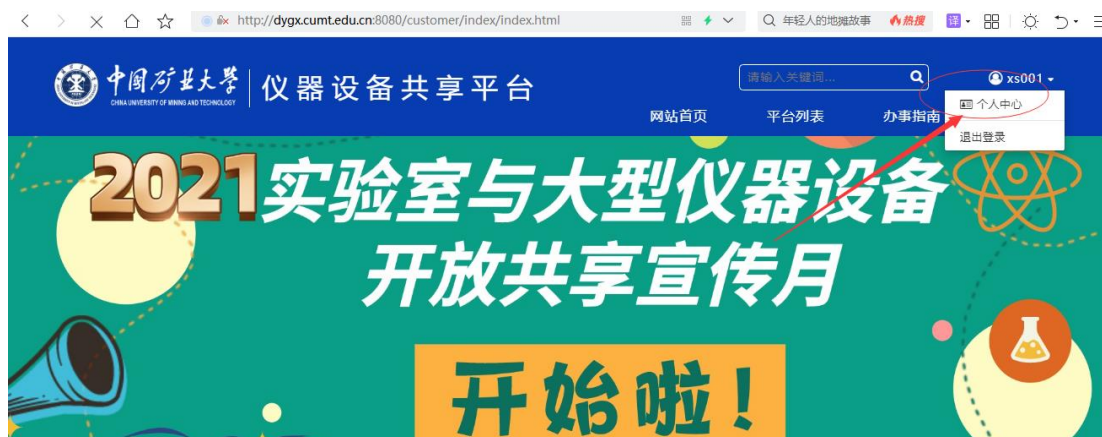 http://dygx.cumt.edu.cn:8080/customer/index/index.html
年轻人的地摊故事 热搜 译
中国矿业大学 仪器设备共享平台
CHINA UNIVERSITY OF MINING AND TECHNOLOGY
请输入关键词...
xs001
网站首页 平台列表 办事指南
个人中心
退出登录
2021实验室与大型仪器设备
开放共享宣传月
开始啦！